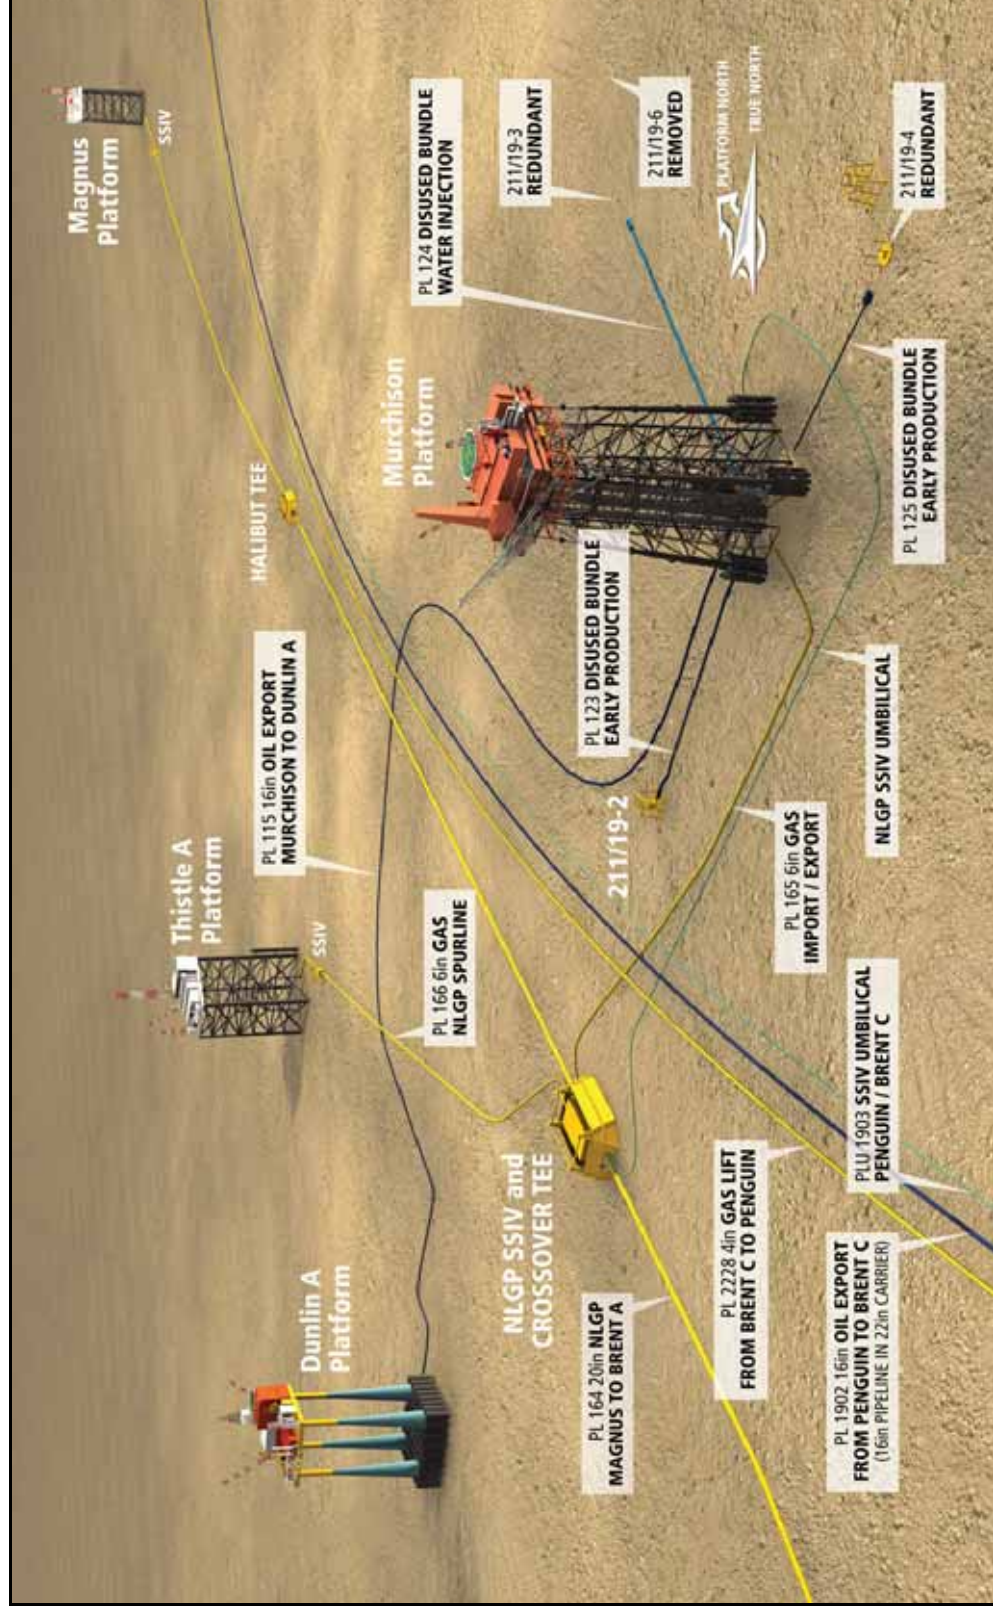 Dunlin A
Platform
Thistle A
Platform
SSIV
Magnus
Platform
SSIV
HALIBUT TEE
PL 115 16in OIL EXPORT
MURCHISON TO DUNLIN A
PL 166 6in GAS
NLGP SPURLINE
NLGP SSIV and
CROSSOVER TEE
Murchison
Platform
PL 124 DISUSED BUNDLE
WATER INJECTION
211/19-3
REDUNDANT
211/19-6
REMOVED
PLATFORM NORTH
TRUE NORTH
211/19-4
REDUNDANT
PL 123 DISUSED BUNDLE
EARLY PRODUCTION
211/19-2
PL 164 20in NLGP
MAGNUS TO BRENT A
PL 2228 4in GAS LIFT
FROM BRENT C TO PENGUIN
PL 1902 16in OIL EXPORT
FROM PENGUIN TO BRENT C
(16in PIPELINE IN 22in CARRIER)
PLU 1903 SSIV UMBILICAL
PENGUIN / BRENT C
PL 165 6in GAS
IMPORT / EXPORT
NLGP SSIV UMBILICAL
PL 125 DISUSED BUNDLE
EARLY PRODUCTION